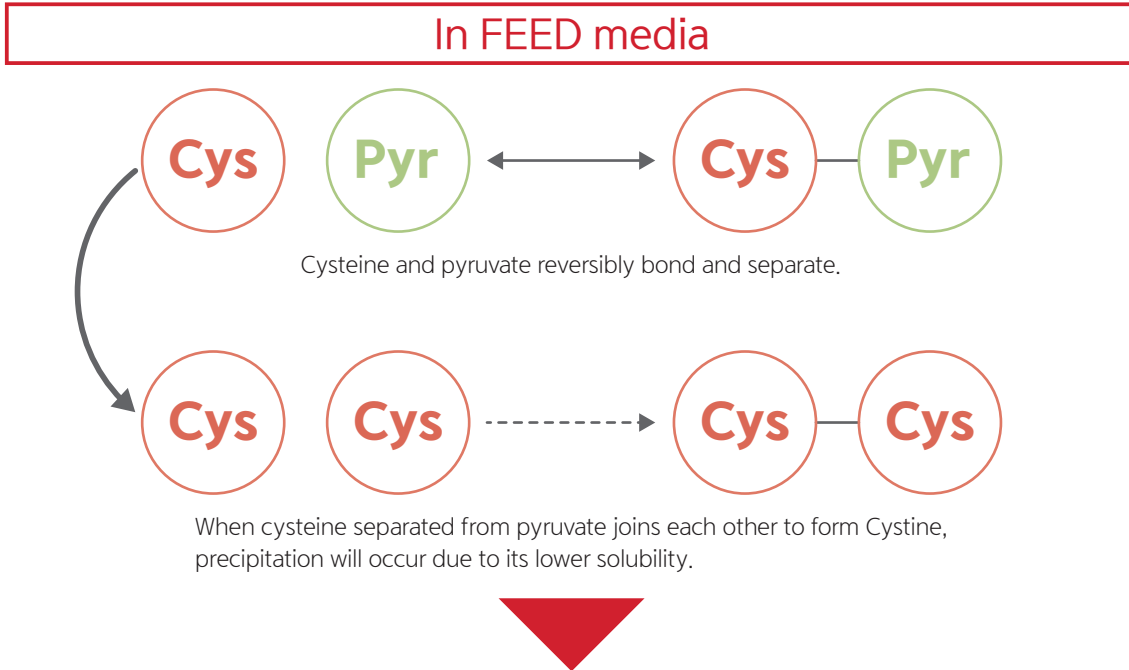 In FEED media
Cys Pyr Cys Pyr
Cysteine and pyruvate reversibly bond and separate.
Cys Cys Cys Cys
When cysteine separated from pyruvate joins each other to form Cystine,
precipitation will occur due to its lower solubility.